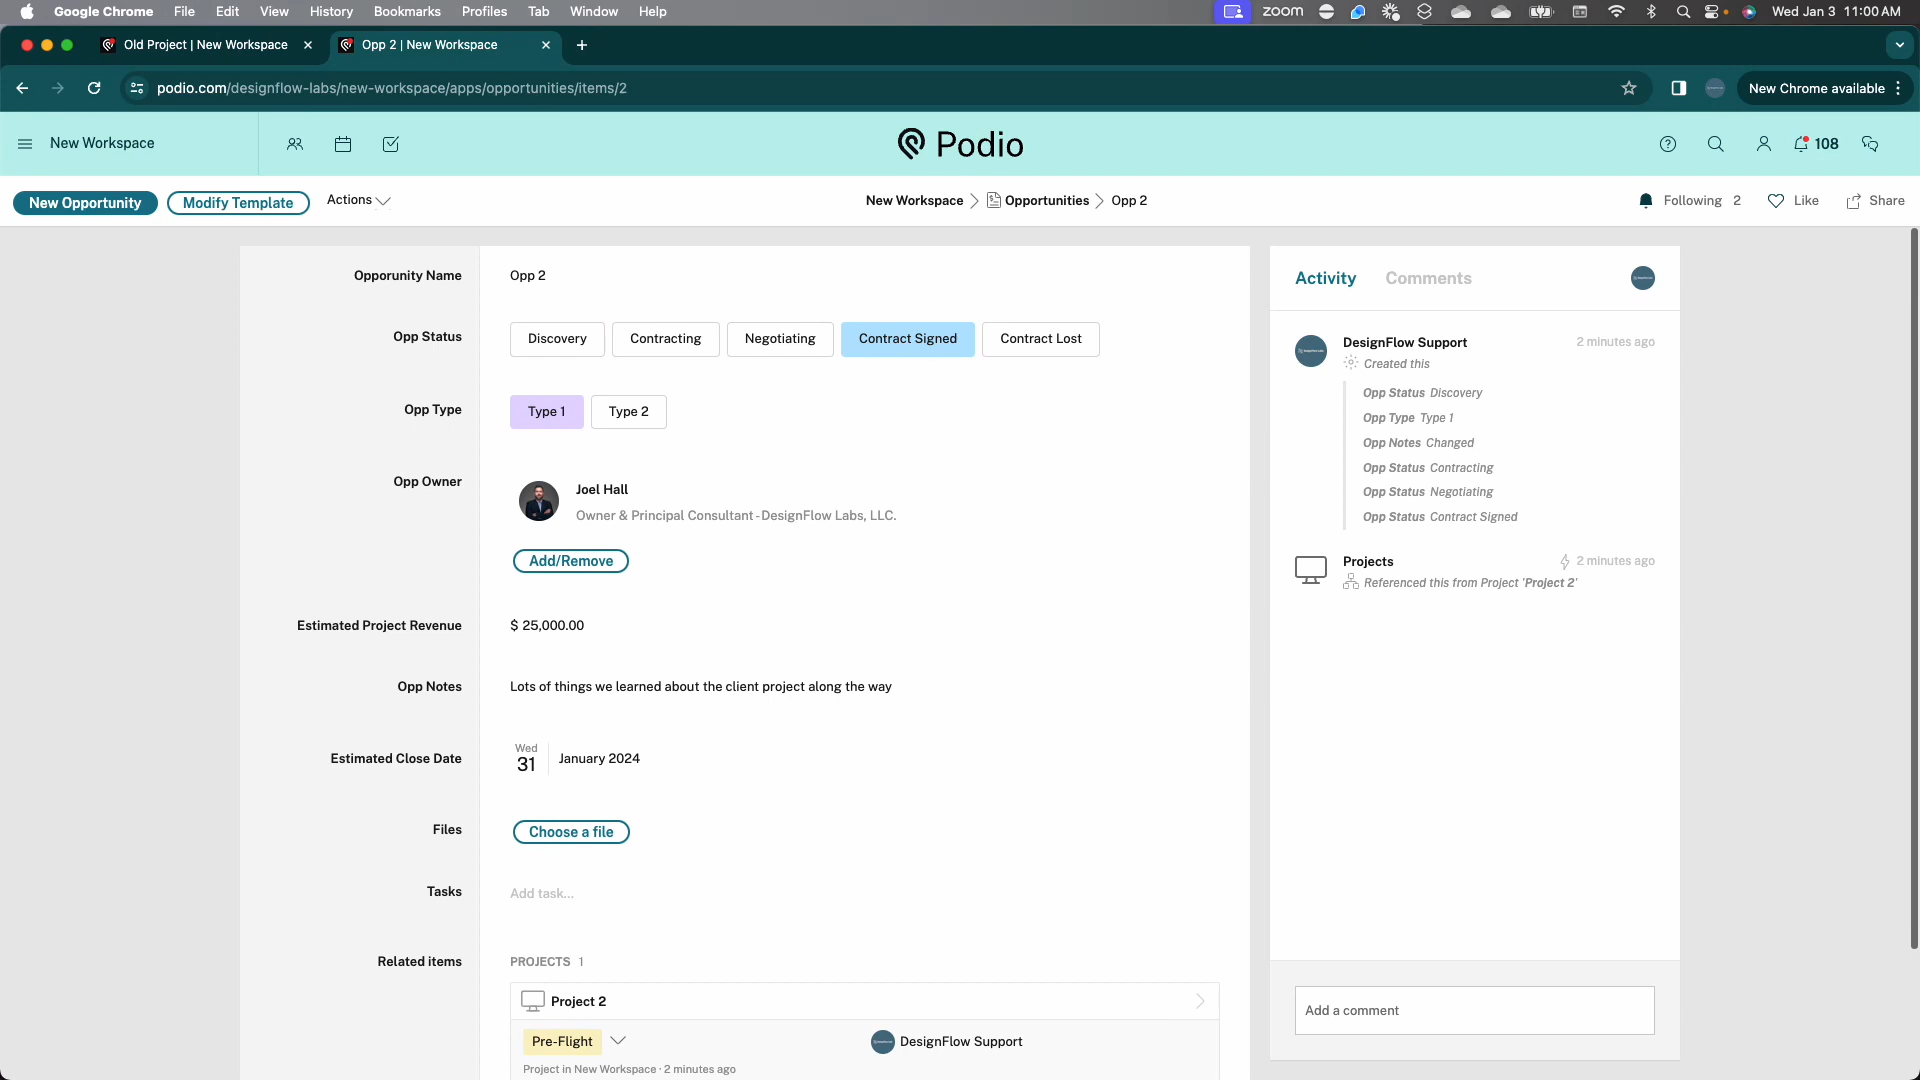 Google Chrome File Edit View History Bookmarks Profiles Tab Window Help zoom Wed Jan 3 11:00 AM
Old Project | New Workspace Opp 2 | New Workspace
podio.com/designflow-labs/new-workspace/apps/opportunities/items/2 New Chrome available
New Workspace Podio 108
New Opportunity Modify Template Actions New Workspace Opportunities Opp 2 Following 2 Like Share
Opporunity Name Opp 2
Opp Status Discovery Contracting Negotiating Contract Signed Contract Lost
Opp Type Type 1 Type 2
Opp Owner Joel Hall
Owner & Principal Consultant - DesignFlow Labs, LLC.
Add/Remove
Estimated Project Revenue $ 25,000.00
Opp Notes Lots of things we learned about the client project along the way
Estimated Close Date Wed 31 January 2024
Files Choose a file
Tasks Add task...
Related items PROJECTS 1
Project 2
Pre-Flight DesignFlow Support
Project in New Workspace · 2 minutes ago
Activity Comments
DesignFlow Support 2 minutes ago
Created this
Opp Status Discovery
Opp Type Type 1
Opp Notes Changed
Opp Status Contracting
Opp Status Negotiating
Opp Status Contract Signed
Projects 2 minutes ago
Referenced this from Project 'Project 2'
Add a comment